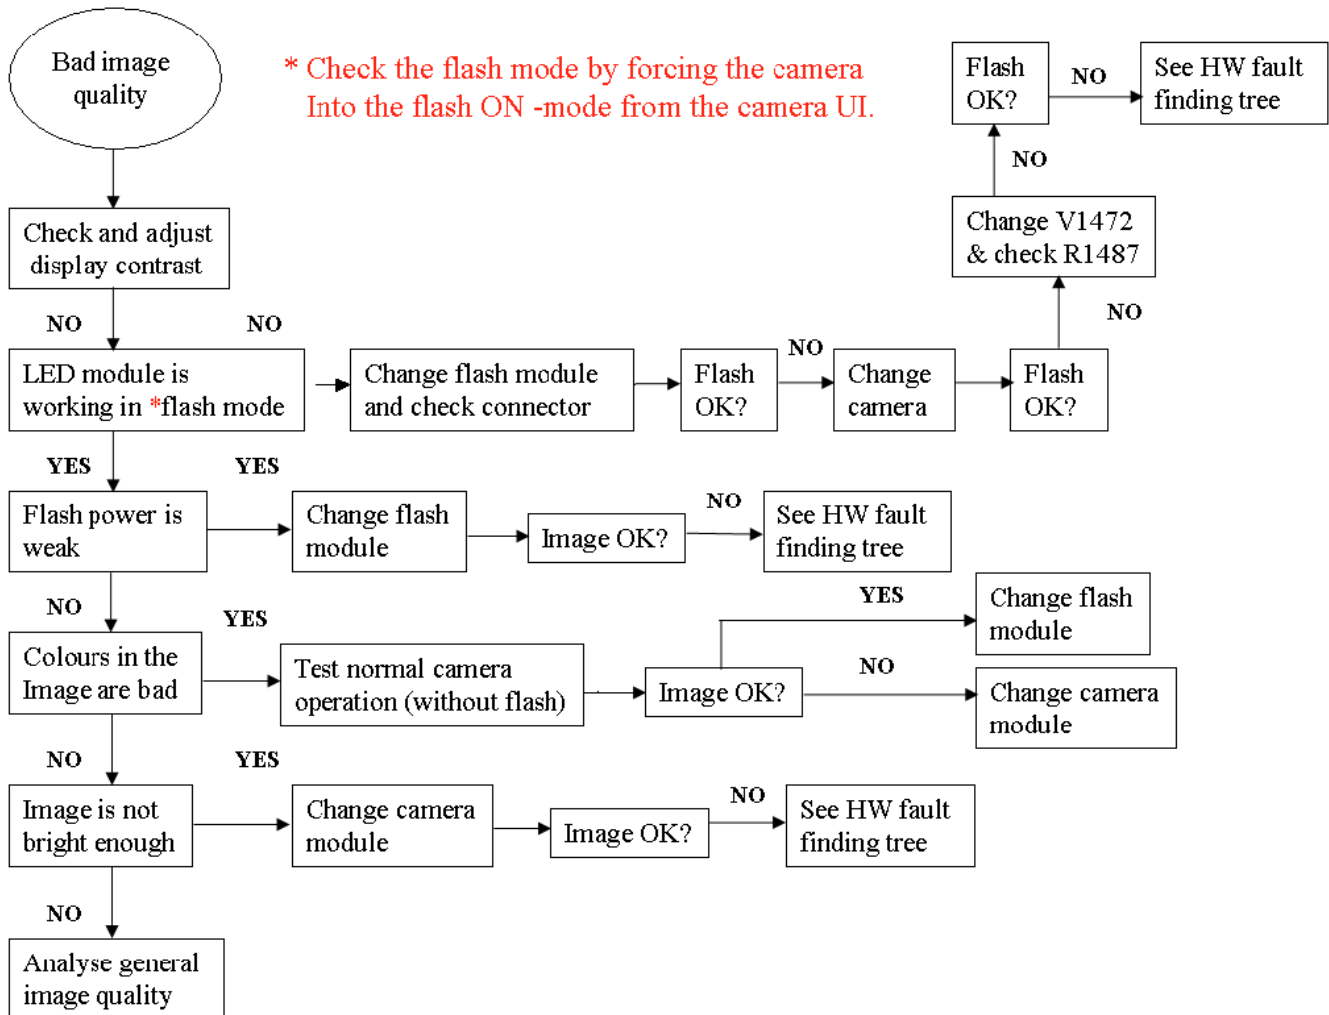 Bad image
quality
* Check the flash mode by forcing the camera
Into the flash ON -mode from the camera UI.
Flash
OK?
NO
See HW fault
finding tree
NO
Change V1472
& check R1487
NO
Check and adjust
display contrast
NO
NO
LED module is
working in *flash mode
Change flash module
and check connector
Flash
OK?
NO
Change
camera
Flash
OK?
YES
YES
Flash power is
weak
Change flash
module
Image OK?
NO
See HW fault
finding tree
NO
YES
Colours in the
Image are bad
Test normal camera
operation (without flash)
Image OK?
YES
Change flash
module
NO
Change camera
module
NO
YES
Image is not
bright enough
Change camera
module
Image OK?
NO
See HW fault
finding tree
NO
Analyse general
image quality